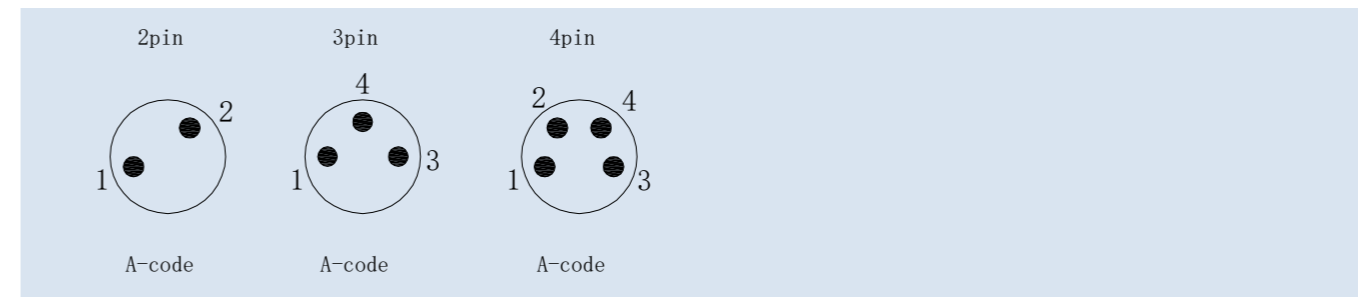 2pin 3pin 4pin
4
2 2 4
1 1 3 1 3
A-code A-code A-code